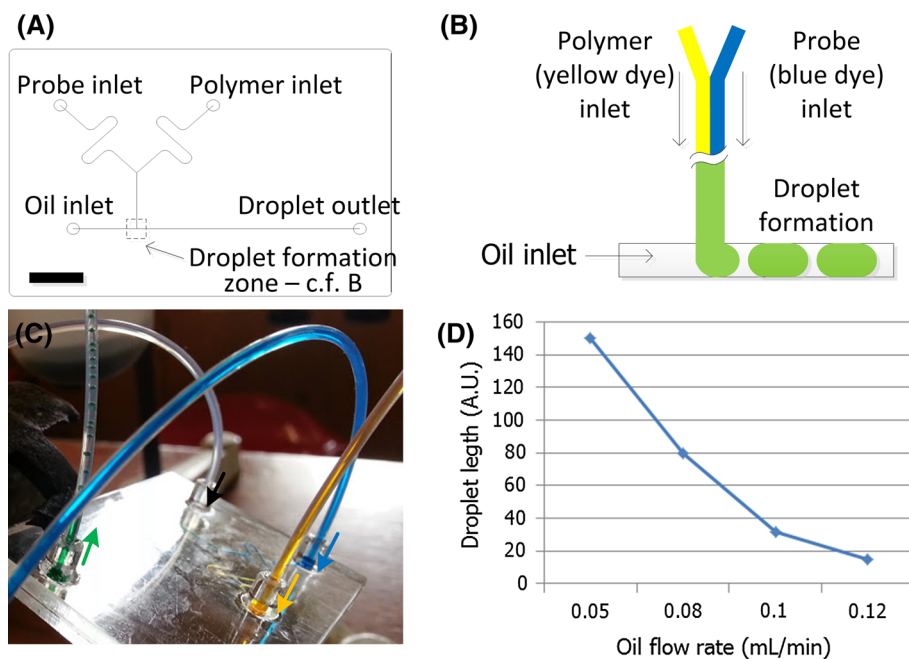 (A)
Probe inlet
Polymer inlet
Oil inlet
Droplet outlet
Droplet formation
zone – c.f. B
(B)
Polymer
(yellow dye)
inlet
Probe
(blue dye)
inlet
Droplet
formation
Oil inlet
(C)
(D)
Droplet legth (A.U.)
160
140
120
100
80
60
40
20
0
0.05
0.08
0.1
0.12
Oil flow rate (mL/min)